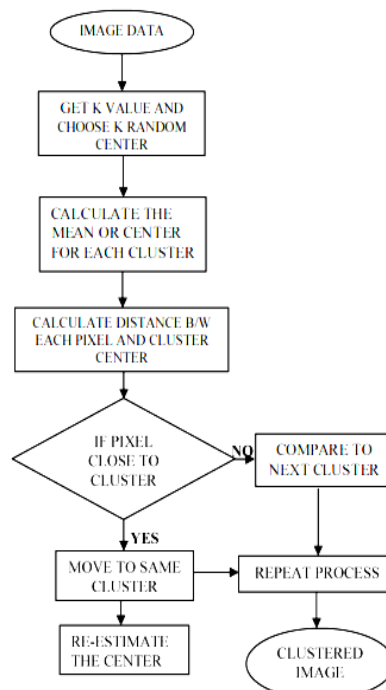 IMAGE DATA
GET K VALUE AND
CHOOSE K RANDOM
CENTER
CALCULATE THE
MEAN OR CENTER
FOR EACH CLUSTER
CALCULATE DISTANCE B/W
EACH PIXEL AND CLUSTER
CENTER
IF PIXEL
CLOSE TO
CLUSTER
NO
COMPARE TO
NEXT CLUSTER
YES
MOVE TO SAME
CLUSTER
REPEAT PROCESS
RE-ESTIMATE
THE CENTER
CLUSTERED
IMAGE